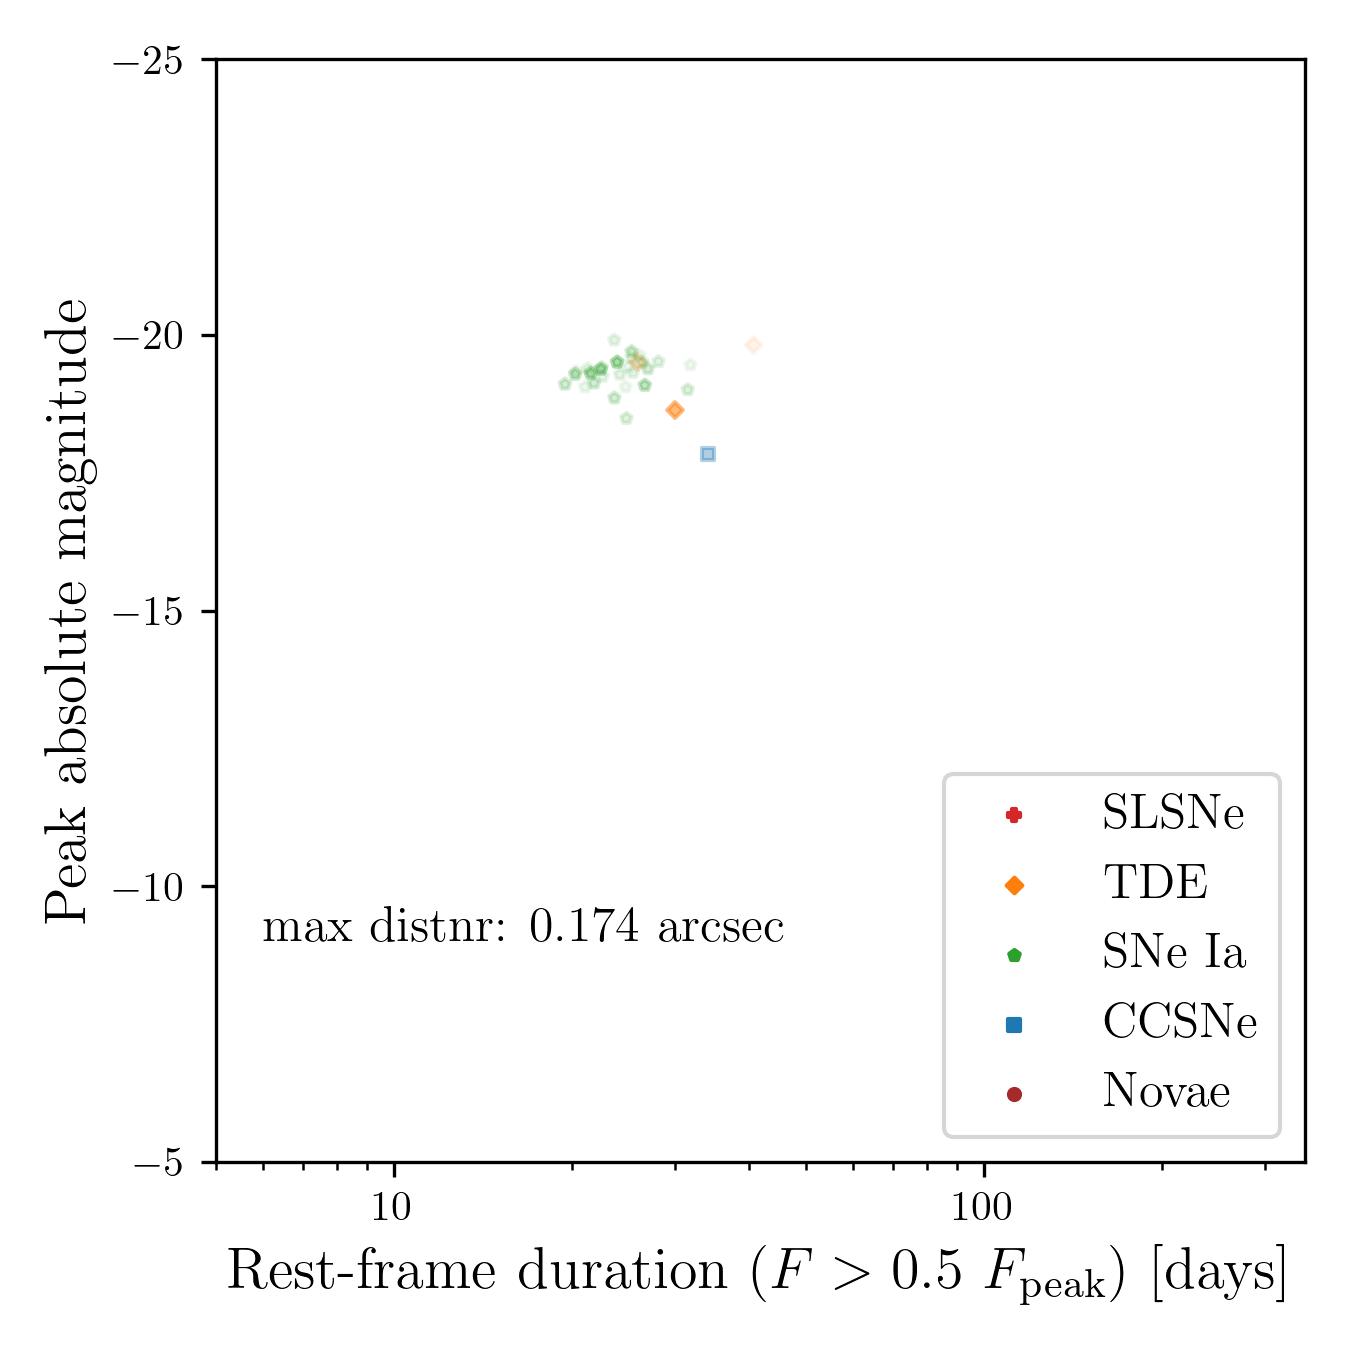 −25
−20
−15
−10
−5
Peak absolute magnitude
max distnr: 0.174 arcsec
SLSNe
TDE
SNe Ia
CCSNe
Novae
10 100
Rest-frame duration (F > 0.5 F_peak) [days]